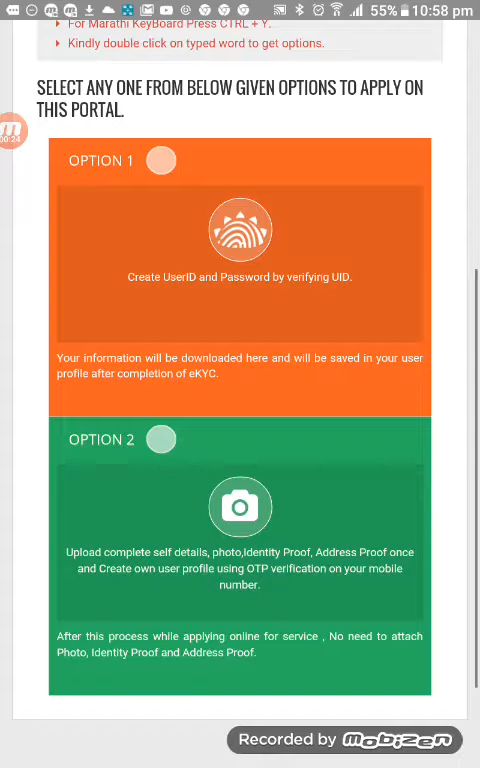 55% 10:58 pm
For Marathi KeyBoard Press CTRL + Y.
Kindly double click on typed word to get options.
SELECT ANY ONE FROM BELOW GIVEN OPTIONS TO APPLY ON
THIS PORTAL.
00:24
OPTION 1
Create UserID and Password by verifying UID.
Your information will be downloaded here and will be saved in your user
profile after completion of eKYC.
OPTION 2
Upload complete self details, photo,Identity Proof, Address Proof once
and Create own user profile using OTP verification on your mobile
number.
After this process while applying online for service , No need to attach
Photo, Identity Proof and Address Proof.
Recorded by Mobizen